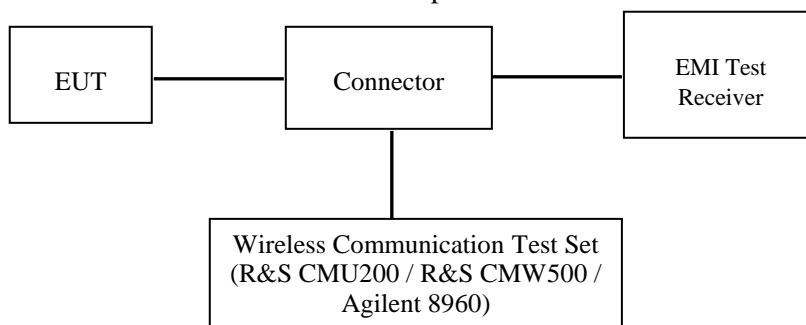 EUT
Connector
EMI Test
Receiver
Wireless Communication Test Set
(R&S CMU200 / R&S CMW500 /
Agilent 8960)